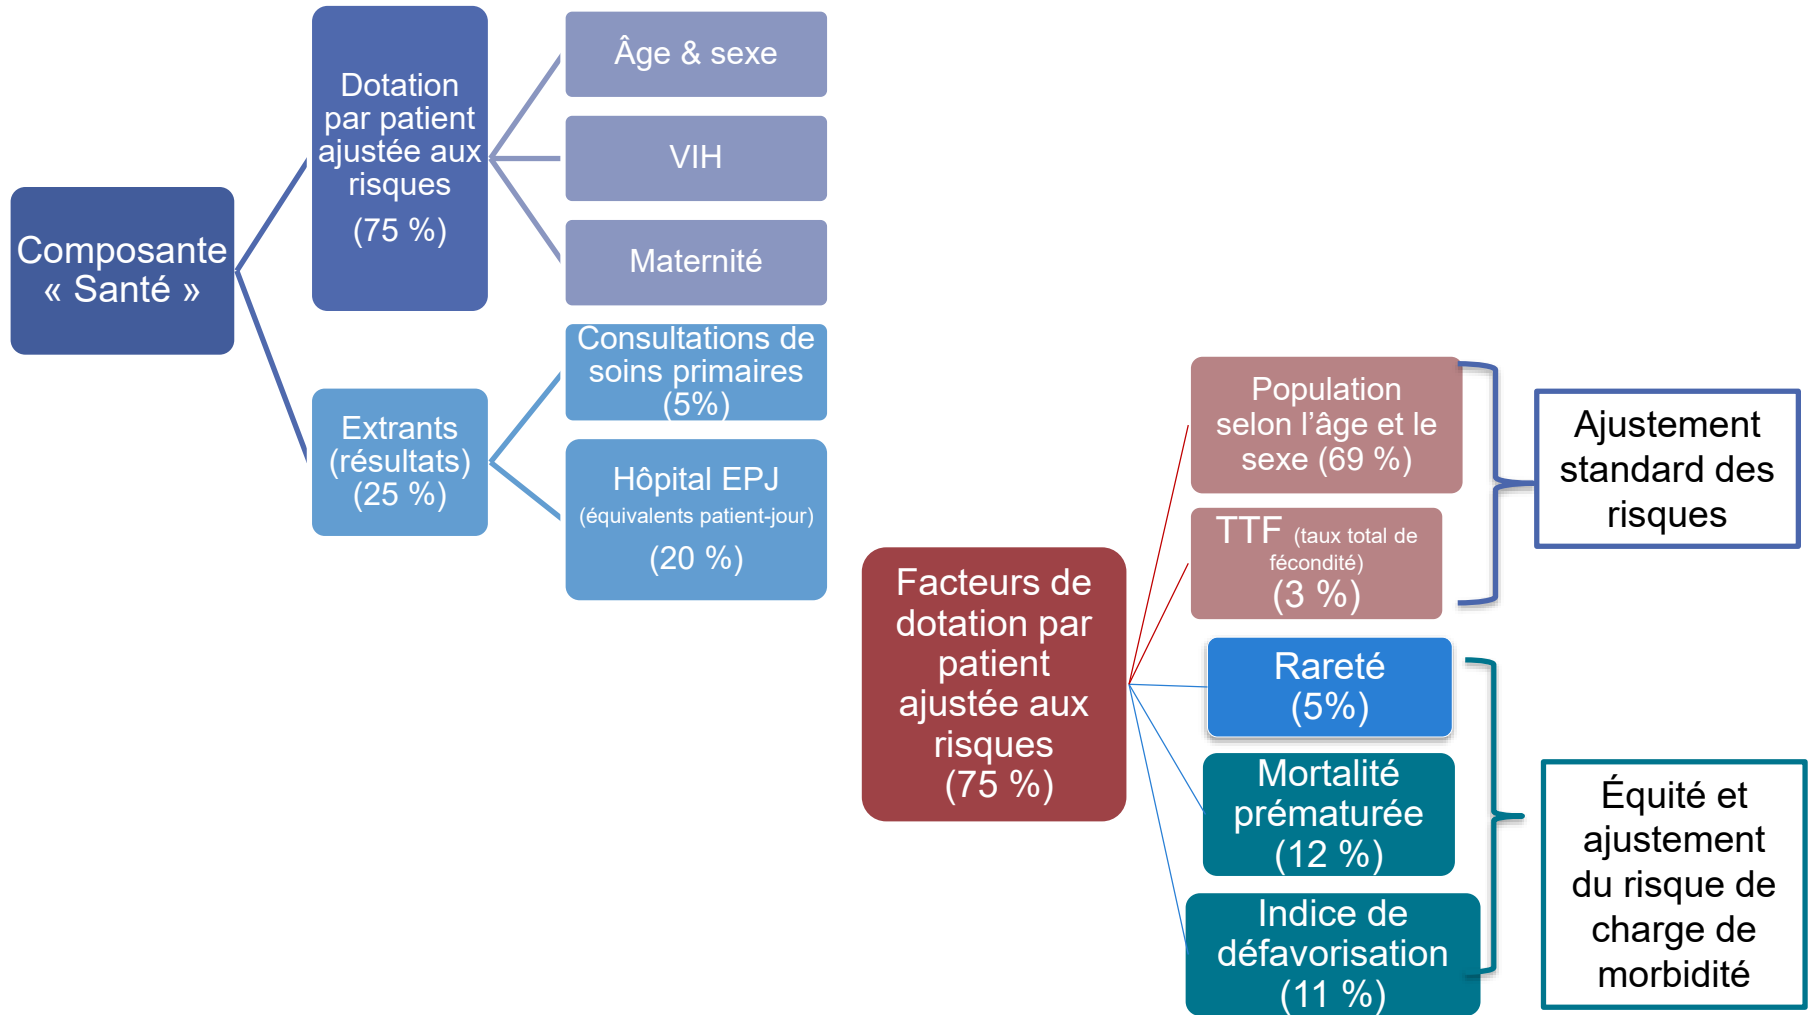 Composante
« Santé »
Dotation
par patient
ajustée aux
risques
(75 %)
Âge & sexe
VIH
Maternité
Extrants
(résultats)
(25 %)
Consultations de
soins primaires
(5%)
Hôpital EPJ
(équivalents patient-jour)
(20 %)
Facteurs de
dotation par
patient
ajustée aux
risques
(75 %)
Population
selon l’âge et le
sexe (69 %)
TTF (taux total de
fécondité)
(3 %)
Rareté
(5%)
Mortalité
prématurée
(12 %)
Indice de
défavorisation
(11 %)
Ajustement
standard des
risques
Équité et
ajustement
du risque de
charge de
morbidité